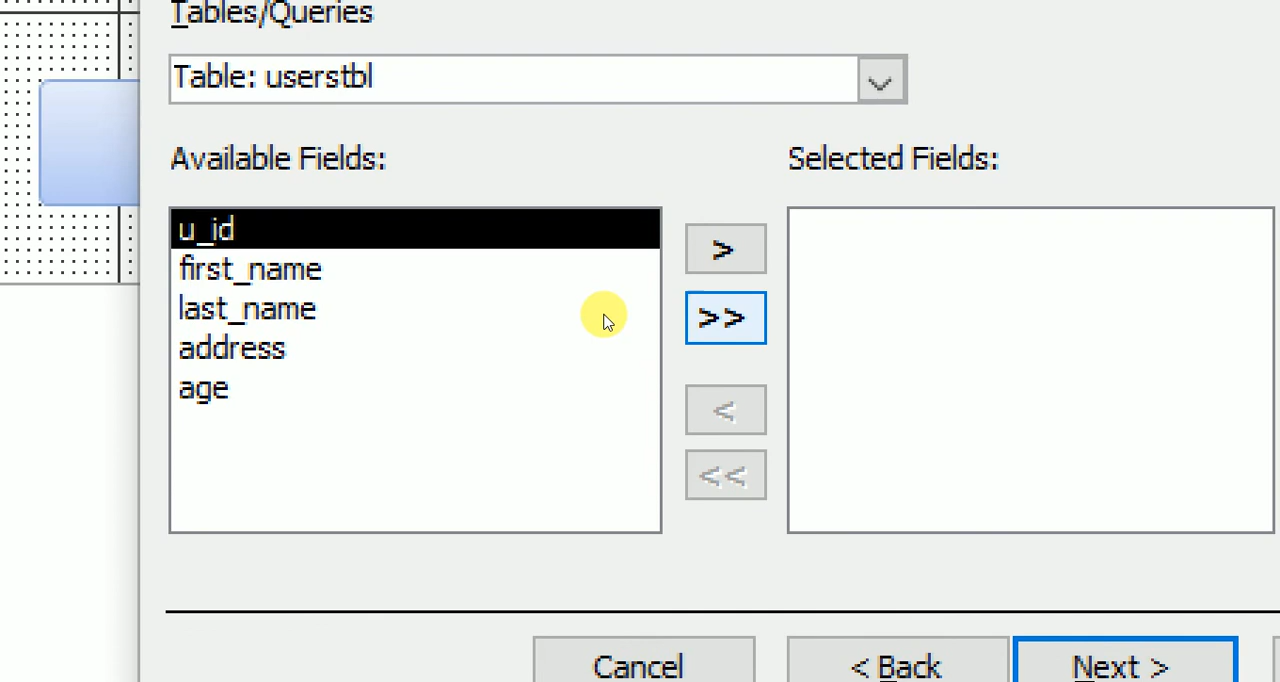 Tables/Queries
Table: userstbl
Available Fields:
Selected Fields:
u_id
first_name
last_name
address
age
>
>>
<
<<
Cancel
< Back
Next >